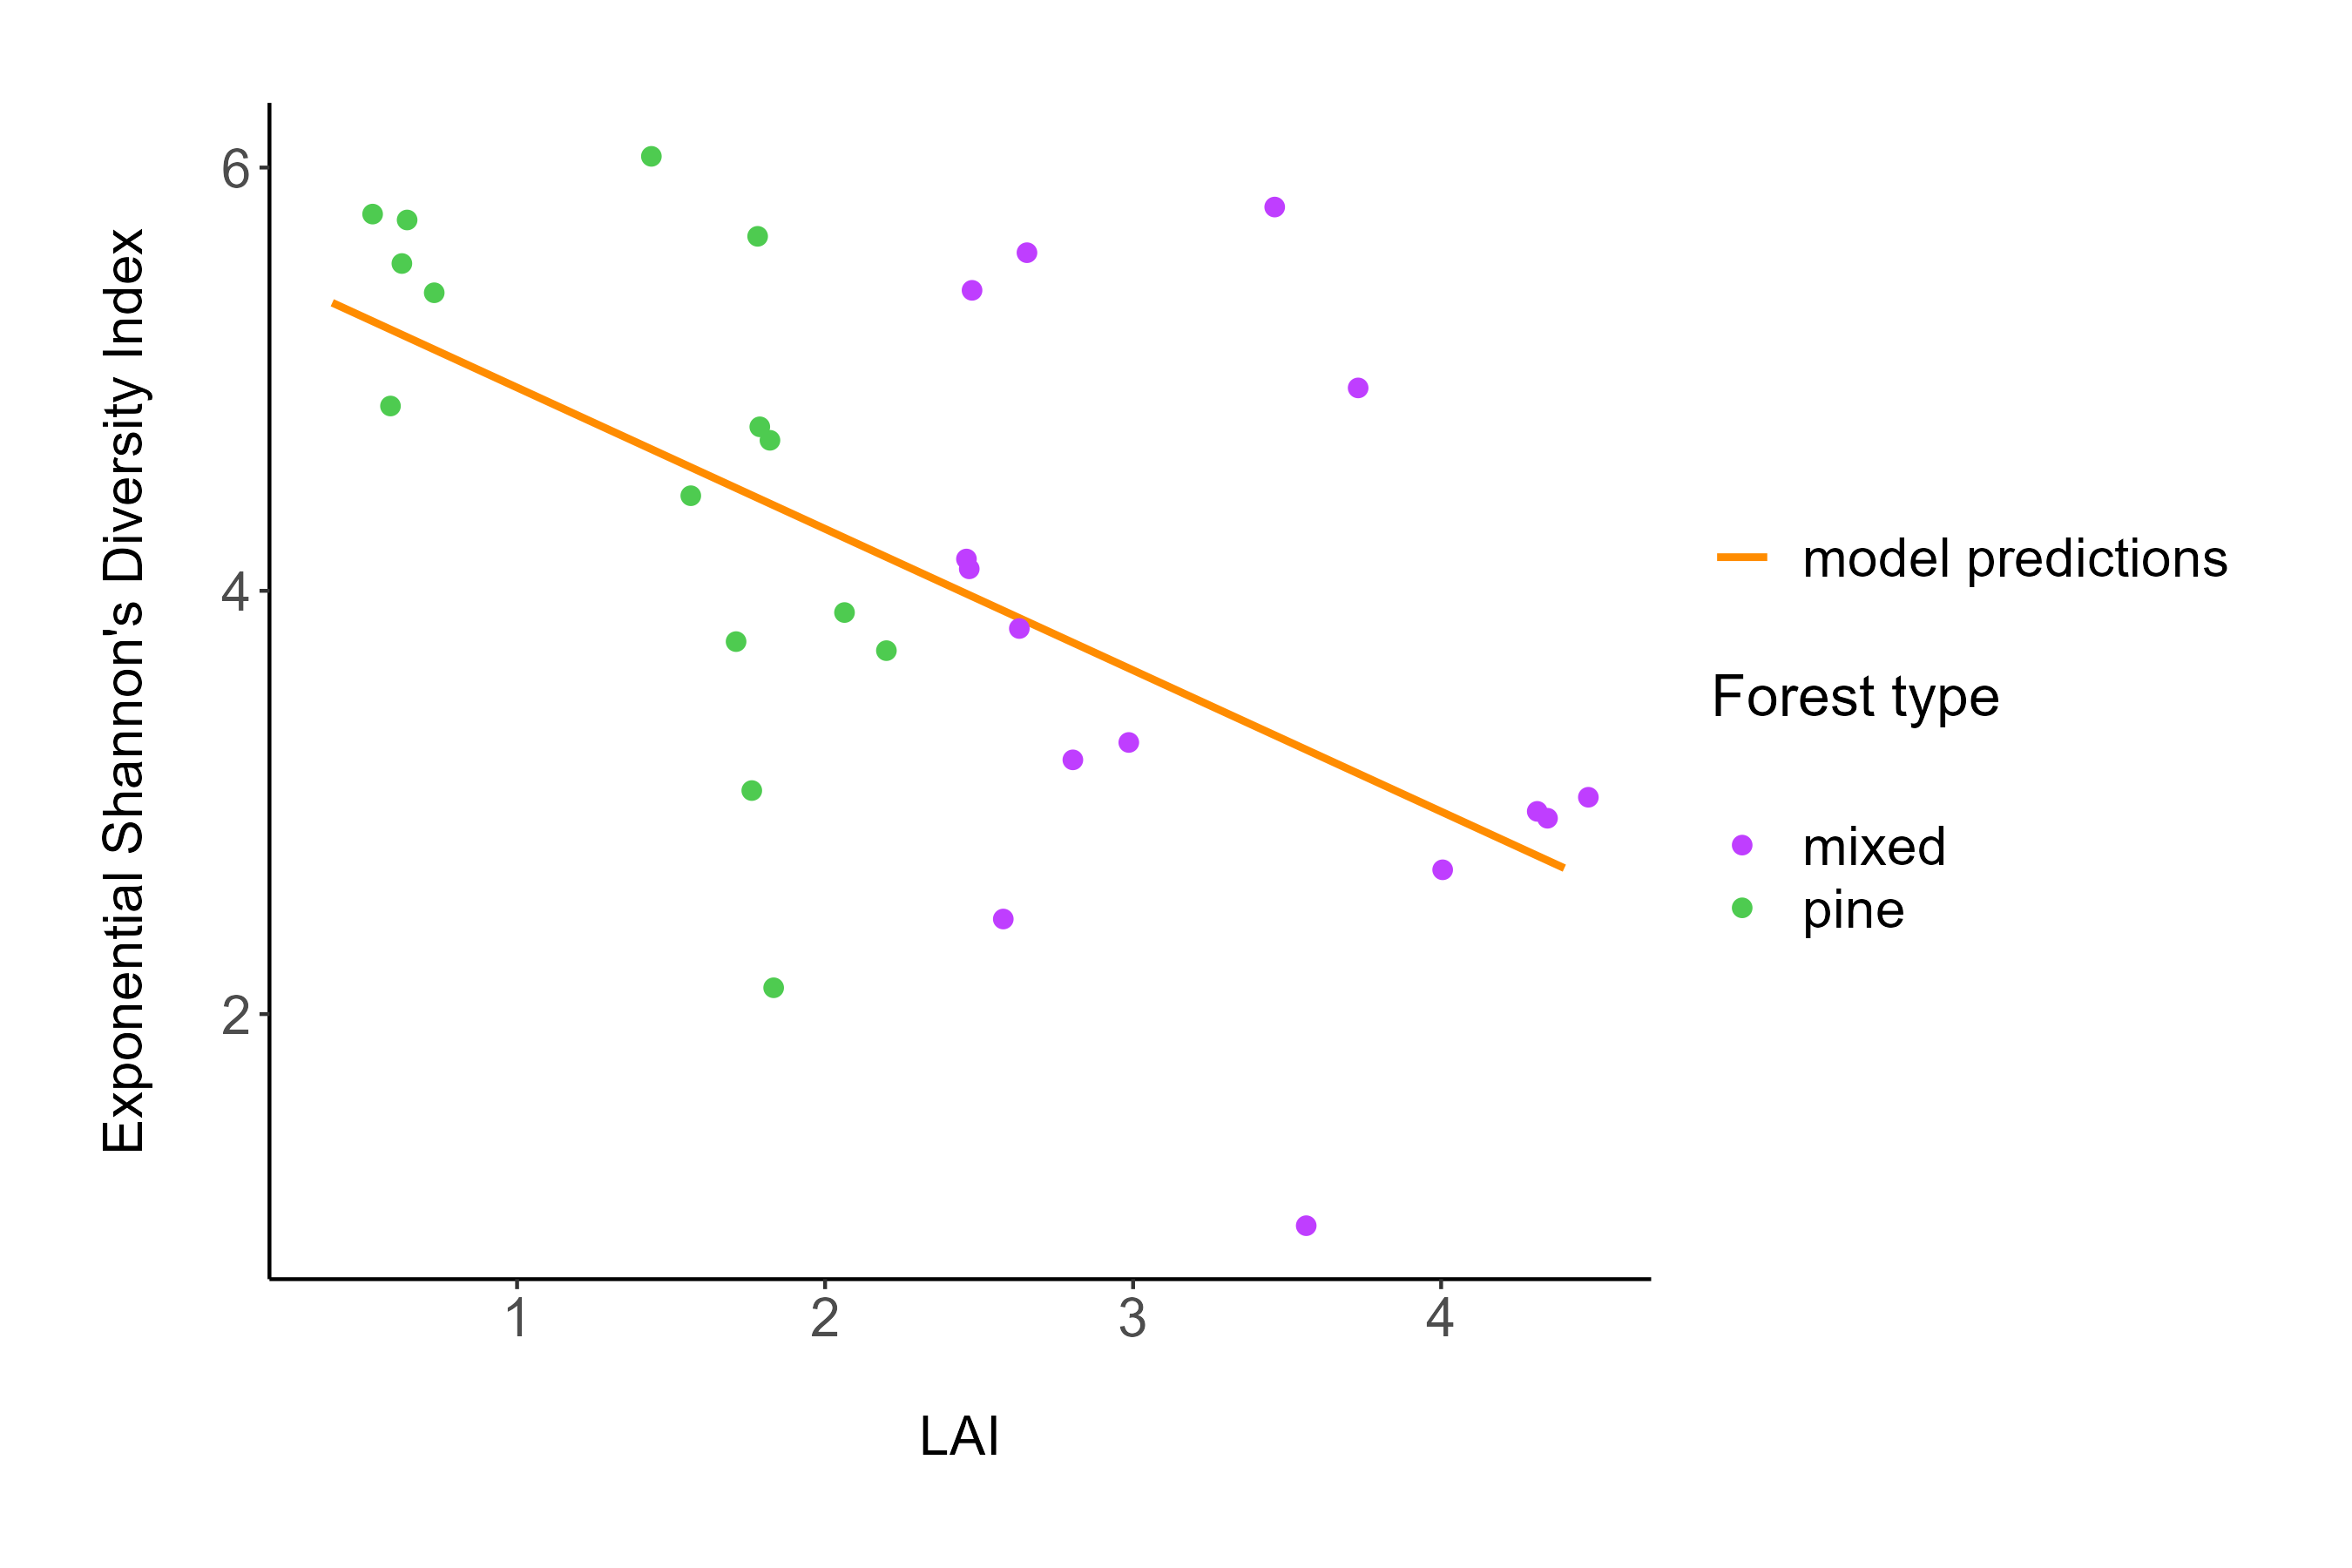 Exponential Shannon's Diversity Index
6
4
2
1 2 3 4
LAI
model predictions
Forest type
mixed
pine